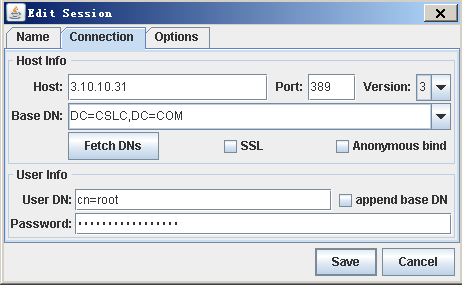 Edit Session
Name Connection Options
Host Info
Host: 3.10.10.31 Port: 389 Version: 3
Base DN: DC=CSLC,DC=COM
Fetch DNs SSL Anonymous bind
User Info
User DN: cn=root append base DN
Password: •••••••••••••••••
Save Cancel